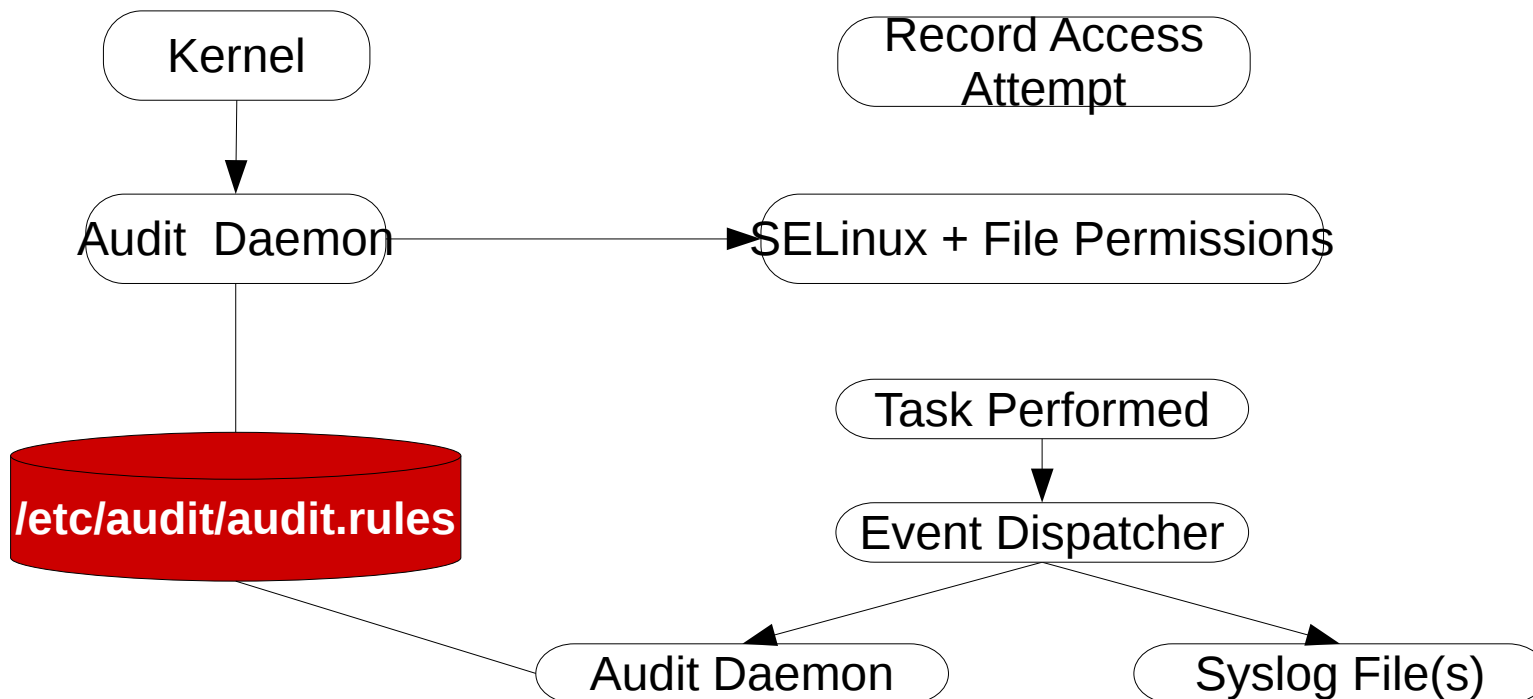 Kernel
Record Access
Attempt
Audit  Daemon
SELinux + File Permissions
Task Performed
/etc/audit/audit.rules
Event Dispatcher
Audit Daemon
Syslog File(s)